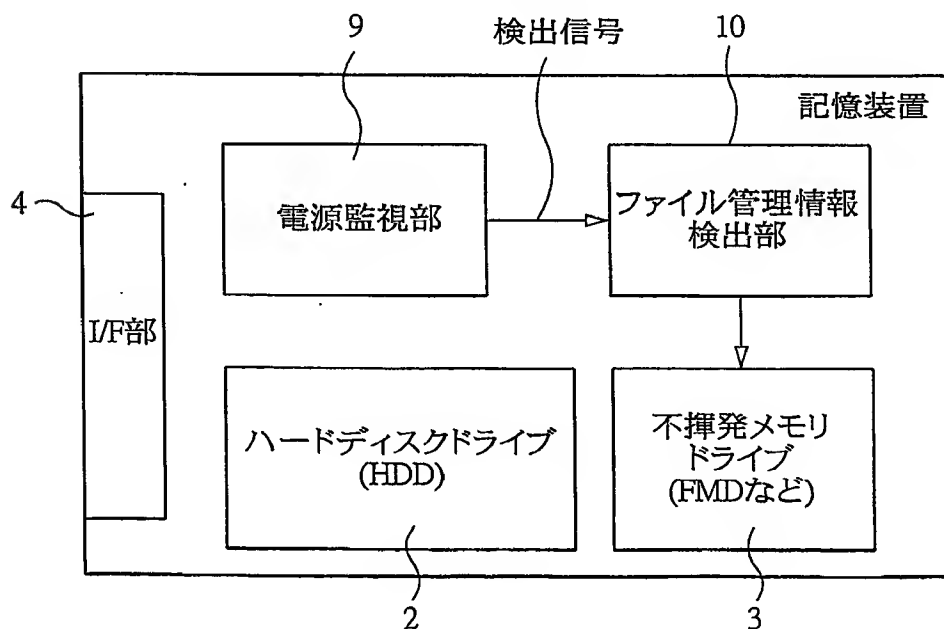 9
検出信号
10
記憶装置
4
電源監視部
ファイル管理情報
検出部
I/F部
ハードディスクドライブ
(HDD)
不揮発メモリ
ドライブ
(FMDなど)
2
3